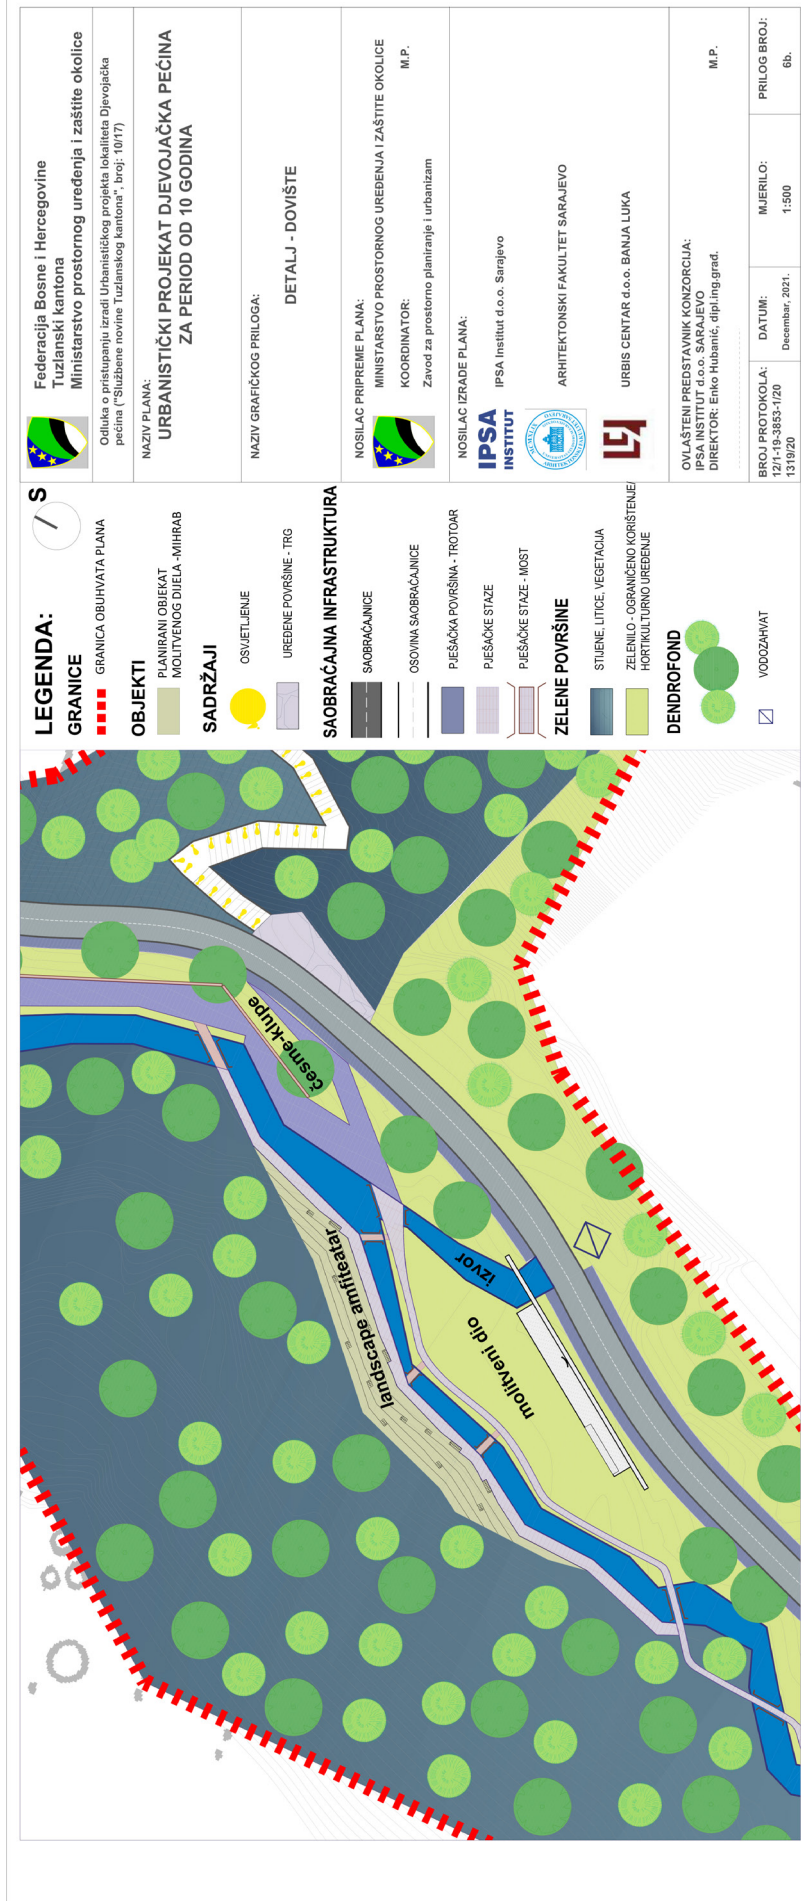 Federacija Bosne i Hercegovine
Tuzlanski kantona
Ministarstvo prostornog uređenja i zaštite okolice
Odluka o pristupanju izradi Urbanističkog projekta lokaliteta Djevojačka
pećina ("Službene novine Tuzlanskog kantona", broj: 10/17)
NAZIV PLANA:
URBANISTIČKI PROJEKAT DJEVOJAČKA PEĆINA
ZA PERIOD OD 10 GODINA
NAZIV GRAFIČKOG PRILOGA:
DETALJ - DOVIŠTE
NOSILAC PRIPREME PLANA:
MINISTARSTVO PROSTORNOG UREĐENJA I ZAŠTITE OKOLICE
KOORDINATOR:
M.P.
Zavod za prostorno planiranje i urbanizam
NOSILAC IZRADE PLANA:
IPSA
INSTITUT
IPSA Institut d.o.o. Sarajevo
ARHITEKTONSKI FAKULTET SARAJEVO
URBIS CENTAR d.o.o. BANJA LUKA
OVLAŠTENI PREDSTAVNIK KONZORCIJA:
IPSA INSTITUT d.o.o. SARAJEVO
DIREKTOR: Enko Hubanić, dipl.ing.građ.
M.P.
BROJ PROTOKOLA:
12/1-19-3853-1/20
1319/20
DATUM:
Decembar, 2021.
MJERILO:
1:500
PRILOG BROJ:
6b.
LEGENDA:
S
GRANICE
GRANICA OBUHVATA PLANA
OBJEKTI
PLANIRANI OBJEKAT
MOLITVENOG DIJELA -MIHRAB
SADRŽAJI
OSVJETLJENJE
UREĐENE POVRŠINE - TRG
SAOBRAĆAJNA INFRASTRUKTURA
SAOBRAĆAJNICE
OSOVINA SAOBRAĆAJNICE
PJEŠAČKA POVRŠINA - TROTOAR
PJEŠAČKE STAZE
PJEŠAČKE STAZE - MOST
ZELENE POVRŠINE
STIJENE, LITICE, VEGETACIJA
ZELENILO - OGRANIČENO KORIŠTENJE/
HORTIKULTURNO UREĐENJE
DENDROFOND
VODOZAHVAT
česme-klupe
landscape amfiteatar
izvor
molitveni dio